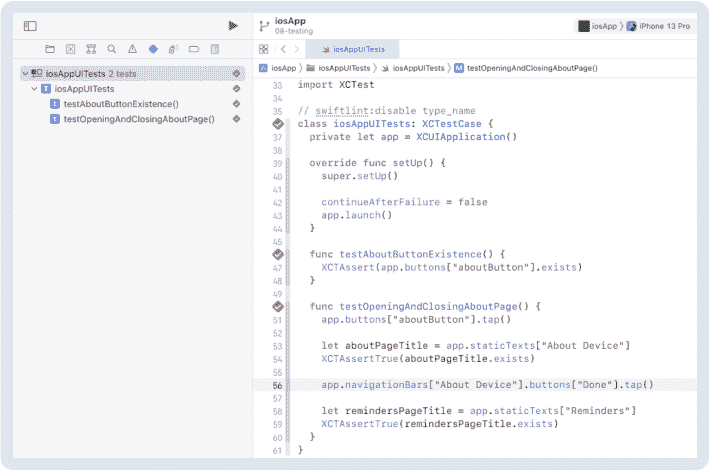 iosApp
08-testing
iosApp
iPhone 13 Pro
iosAppUITests
iosApp
iosAppUITests
iosAppUITests
testOpeningAndClosingAboutPage()
iosAppUITests 2 tests
iosAppUITests
testAboutButtonExistence()
testOpeningAndClosingAboutPage()
33 import XCTest
34
35 // swiftlint:disable type_name
class iosAppUITests: XCTestCase {
37 private let app = XCUIApplication()
38
39 override func setUp() {
40 super.setUp()
41
42 continueAfterFailure = false
43 app.launch()
44 }
45
func testAboutButtonExistence() {
47 XCTAssert(app.buttons["aboutButton"].exists)
48 }
49
func testOpeningAndClosingAboutPage() {
51 app.buttons["aboutButton"].tap()
52
53 let aboutPageTitle = app.staticTexts["About Device"]
54 XCTAssertTrue(aboutPageTitle.exists)
55
56 app.navigationBars["About Device"].buttons["Done"].tap()
57
58 let remindersPageTitle = app.staticTexts["Reminders"]
59 XCTAssertTrue(remindersPageTitle.exists)
60 }
61 }